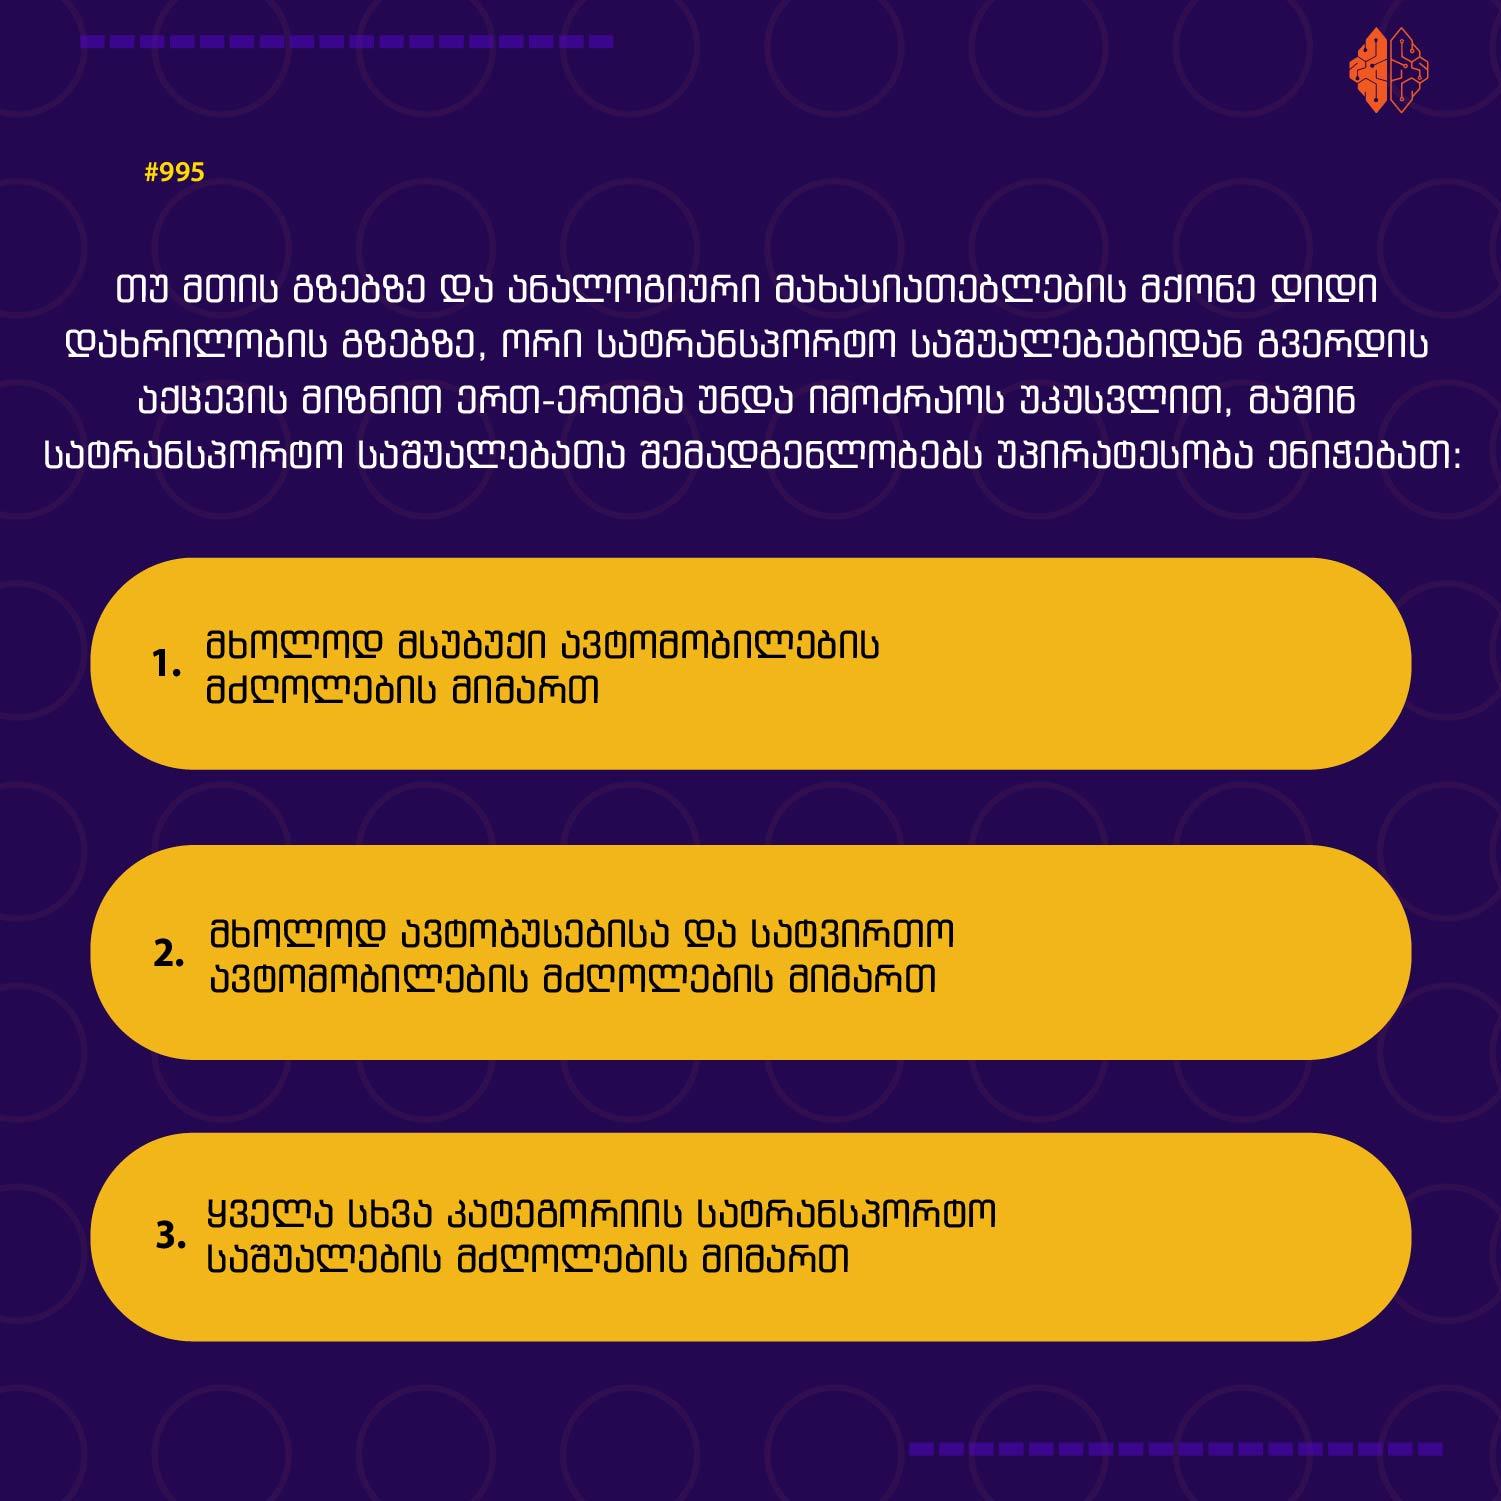 #995
თუ მთის გზებზე და ანალოგიური მახასიათებლების მქონე დიდი
დახრილობის გზებზე, ორი სატრანსპორტო საშუალებებიდან გვერდის
აქცევის მიზნით ერთ-ერთმა უნდა იმოძრაოს უკუსვლით, მაშინ
სატრანსპორტო საშუალებათა შემადგენლობებს უპირატესობა ენიჭებათ:
1. მხოლოდ მსუბუქი ავტომობილების
მძღოლების მიმართ
2. მხოლოდ ავტობუსებისა და სატვირთო
ავტომობილების მძღოლების მიმართ
3. ყველა სხვა კატეგორიის სატრანსპორტო
საშუალების მძღოლების მიმართ